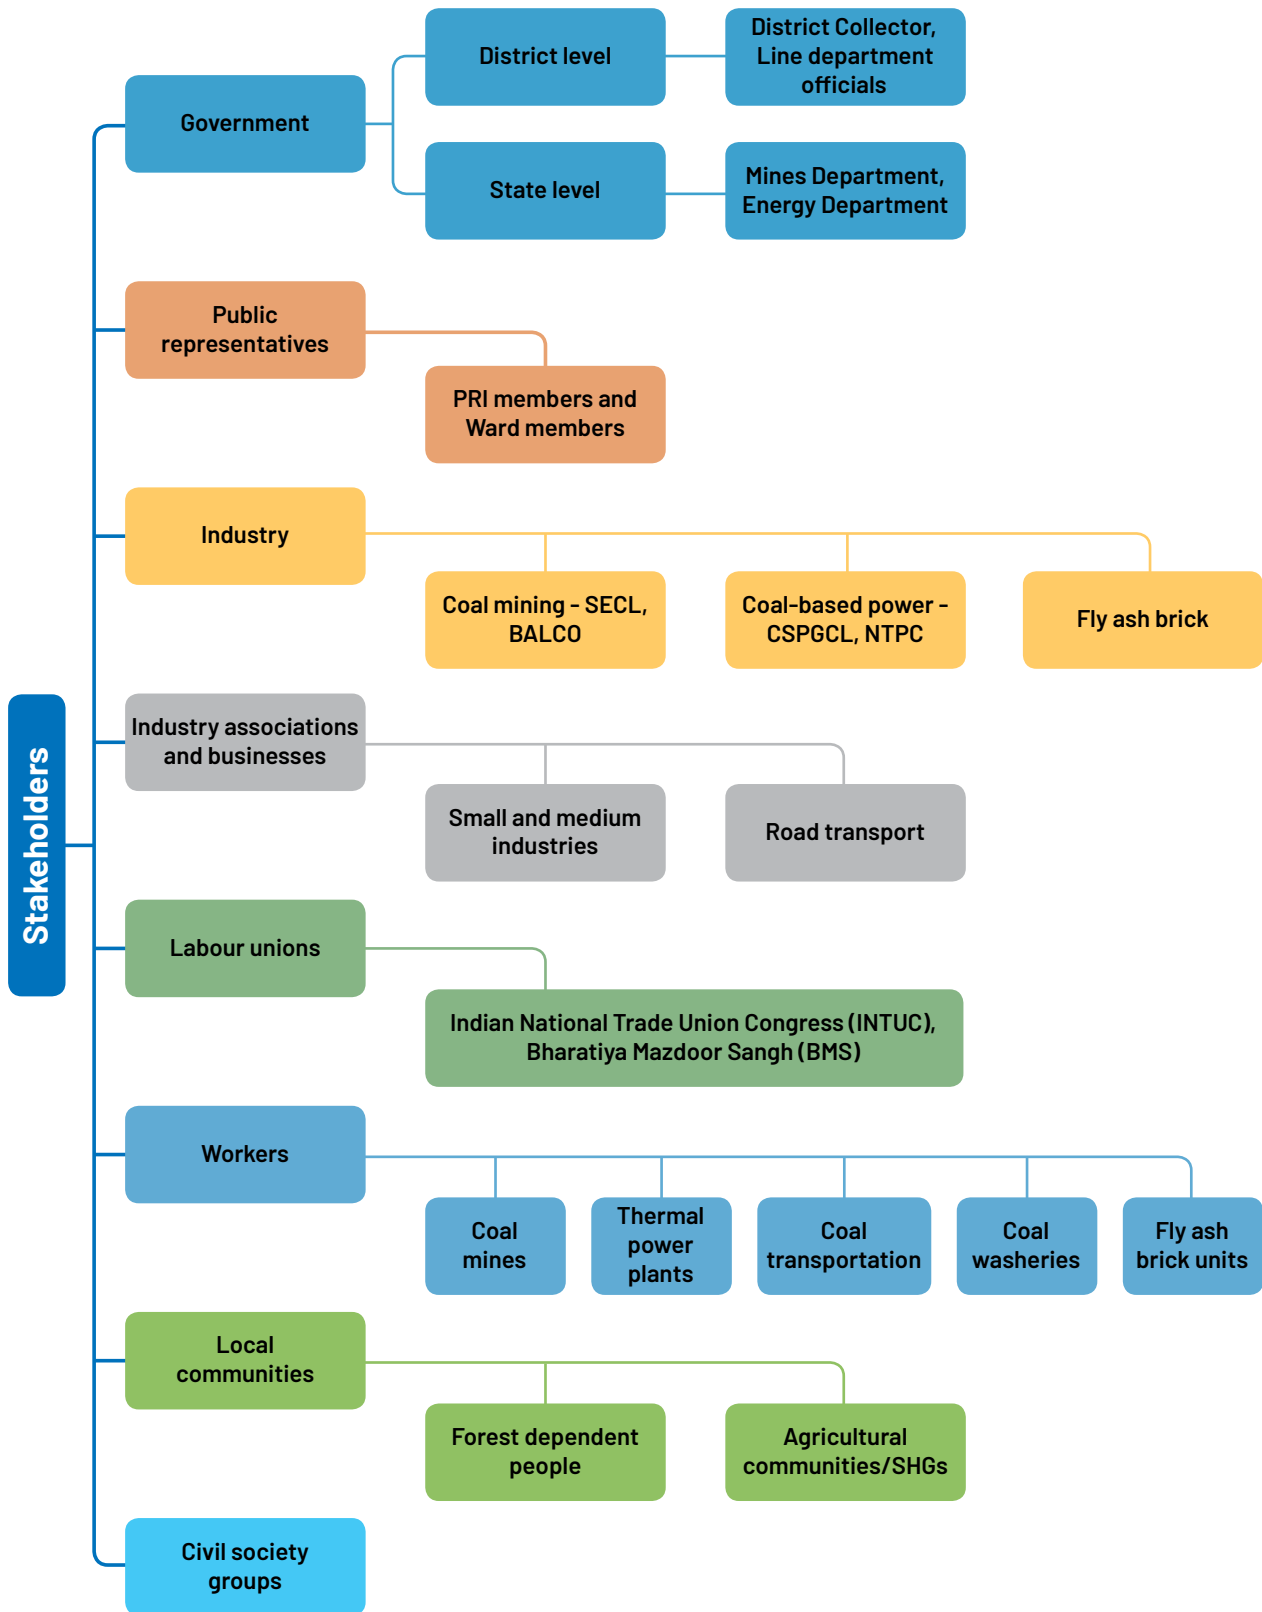 Stakeholders
Government
District level
District Collector,
Line department
officials
State level
Mines Department,
Energy Department
Public
representatives
PRI members and
Ward members
Industry
Coal mining - SECL,
BALCO
Coal-based power -
CSPGCL, NTPC
Fly ash brick
Industry associations
and businesses
Small and medium
industries
Road transport
Labour unions
Indian National Trade Union Congress (INTUC),
Bharatiya Mazdoor Sangh (BMS)
Workers
Coal
mines
Thermal
power
plants
Coal
transportation
Coal
washeries
Fly ash
brick units
Local
communities
Forest dependent
people
Agricultural
communities/SHGs
Civil society
groups